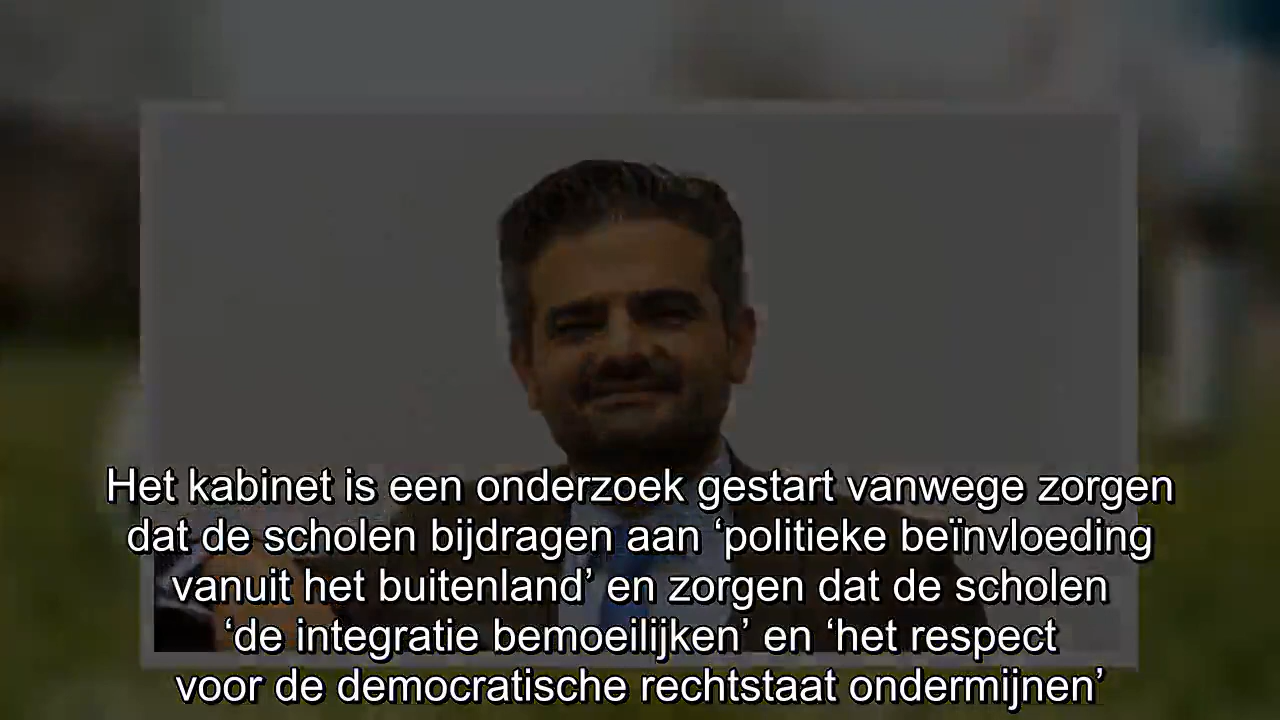 Het kabinet is een onderzoek gestart vanwege zorgen
dat de scholen bijdragen aan ‘politieke beïnvloeding
vanuit het buitenland’ en zorgen dat de scholen
‘de integratie bemoeilijken’ en ‘het respect
voor de democratische rechtstaat ondermijnen’